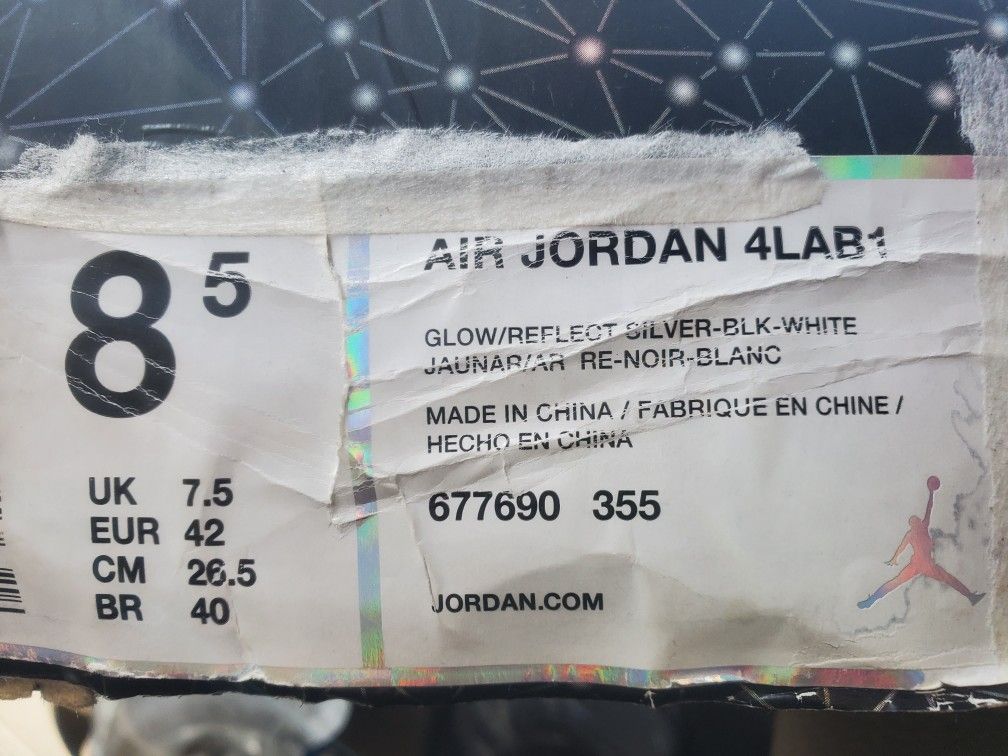 8 5
UK 7.5
EUR 42
CM 26.5
BR 40
AIR JORDAN 4LAB1
GLOW/REFLECT SILVER-BLK-WHITE
JAUNAR/AR RE-NOIR-BLANC
MADE IN CHINA / FABRIQUE EN CHINE /
HECHO EN CHINA
677690 355
JORDAN.COM